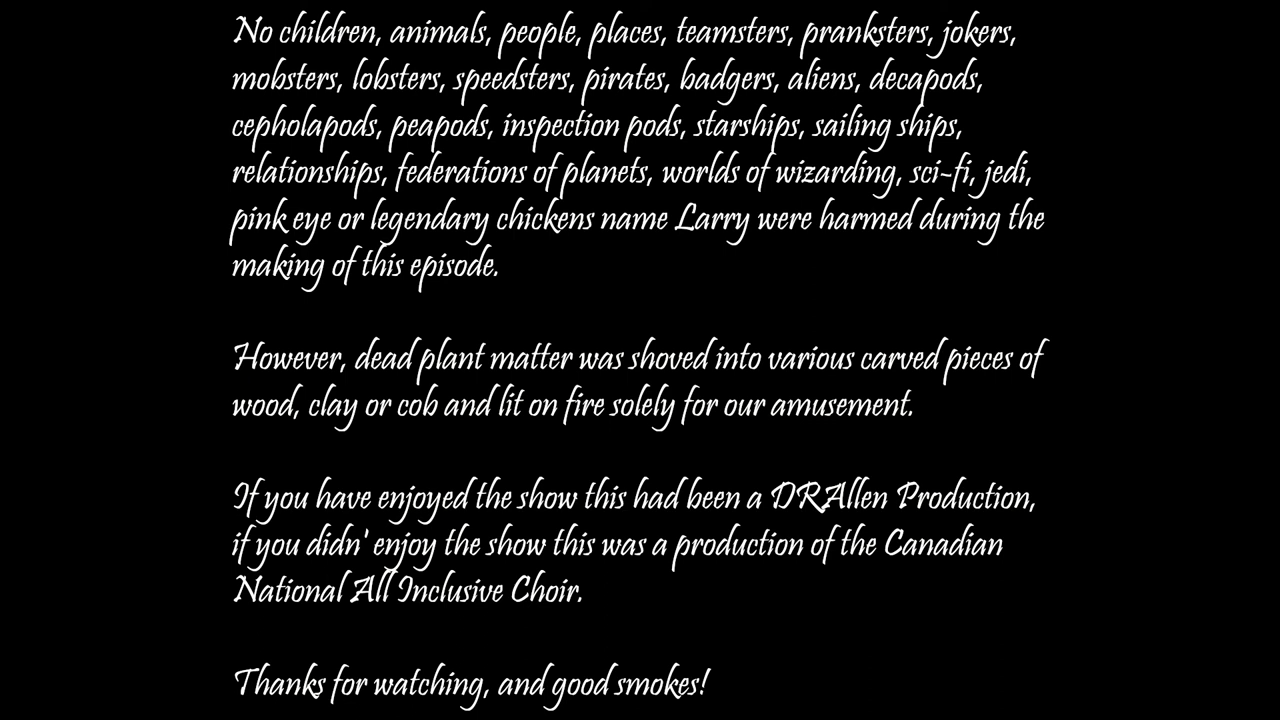 No children, animals, people, places, teamsters, pranksters, jokers,
mobsters, lobsters, speedsters, pirates, badgers, aliens, decapods,
cepholapods, peapods, inspection pods, starships, sailing ships,
relationships, federations of planets, worlds of wizarding, sci-fi, jedi,
pink eye or legendary chickens name Larry were harmed during the
making of this episode.
However, dead plant matter was shoved into various carved pieces of
wood, clay or cob and lit on fire solely for our amusement.
If you have enjoyed the show this had been a DRAllen Production,
if you didn' enjoy the show this was a production of the Canadian
National All Inclusive Choir.
Thanks for watching, and good smokes!